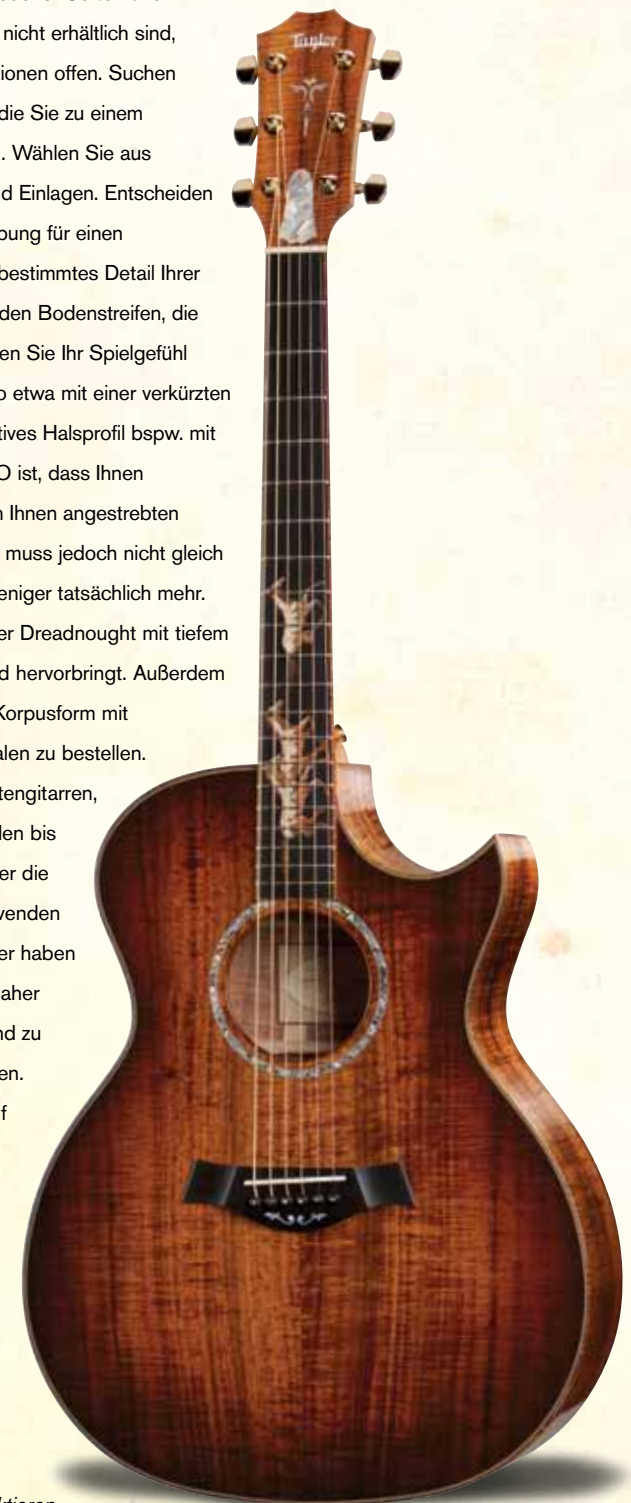 nicht erhältlich sind,
tionen offen. Suchen
die Sie zu einem
. Wählen Sie aus
d Einlagen. Entscheiden
bung für einen
bestimmtes Detail Ihrer
den Bodenstreifen, die
en Sie Ihr Spielgefühl
o etwa mit einer verkürzten
tives Halsprofil bspw. mit
O ist, dass Ihnen
n Ihnen angestrebten
muss jedoch nicht gleich
eniger tatsächlich mehr.
er Dreadnought mit tiefem
d hervorbringt. Außerdem
Korpusform mit
alen zu bestellen.
tengitarren,
den bis
er die
venden
er haben
aher
nd zu
en.
f
ktieren
Taylor